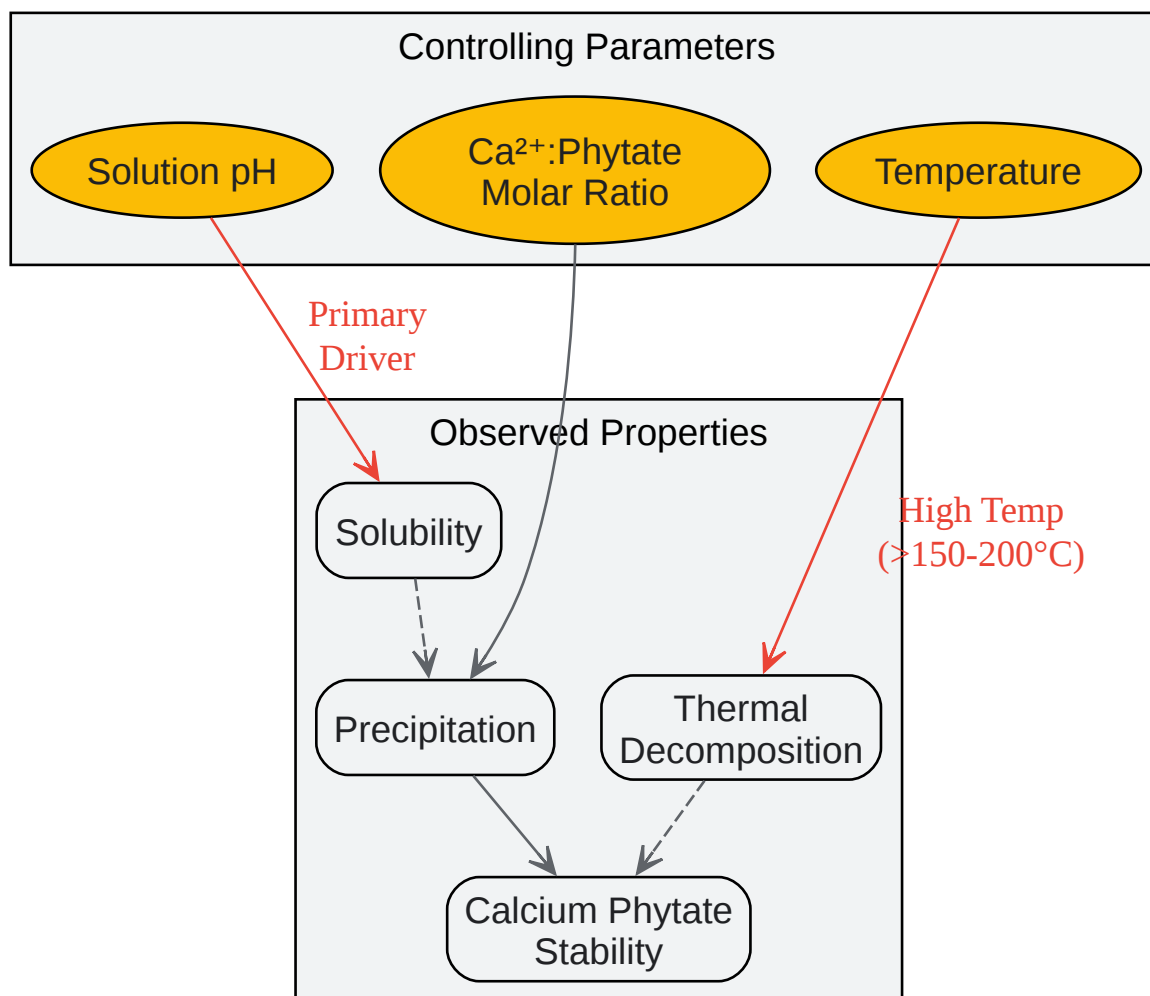 Controlling Parameters
Solution pH
Ca²⁺:Phytate
Molar Ratio
Temperature
Primary
Driver
Observed Properties
Solubility
High Temp
(>150-200°C)
Precipitation
Thermal
Decomposition
Calcium Phytate
Stability